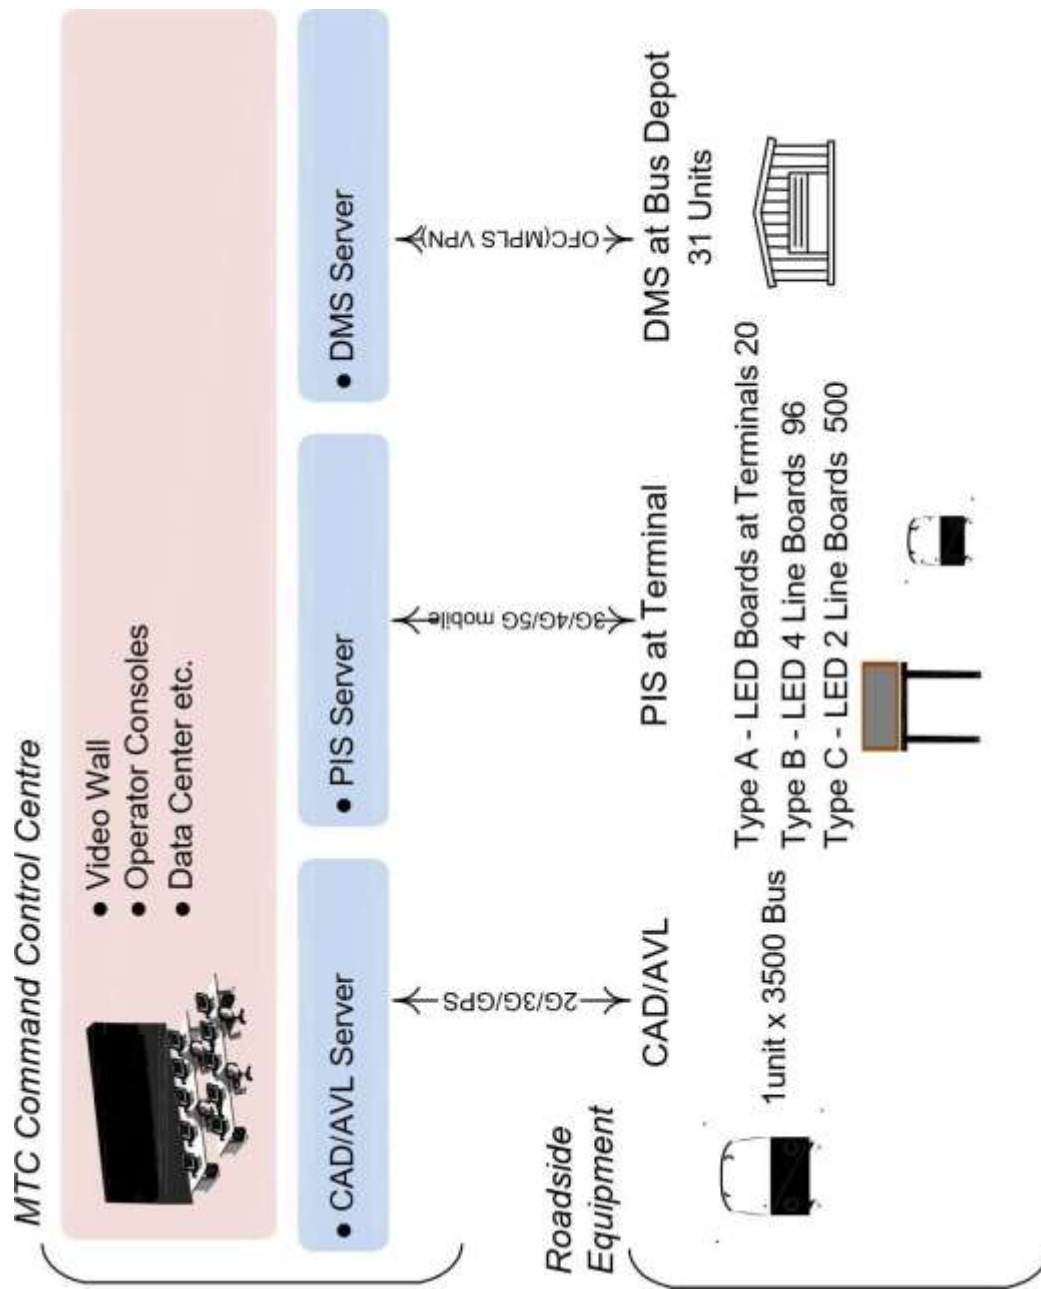 MTC Command Control Centre
● Video Wall
● Operator Consoles
● Data Center etc.
● CAD/AVL Server
● PIS Server
● DMS Server
2G/3G/GPS
3G/4G/5G mobile
OFC(MPLS VPN)
Roadside
Equipment
CAD/AVL
1unit x 3500 Bus
PIS at Terminal
Type A - LED Boards at Terminals 20
Type B - LED 4 Line Boards 96
Type C - LED 2 Line Boards 500
DMS at Bus Depot
31 Units